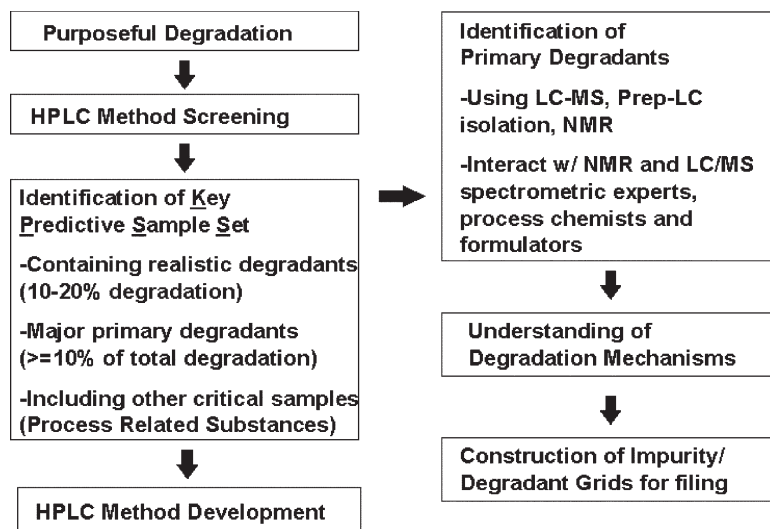 Purposeful Degradation
HPLC Method Screening
Identification of Key
Predictive Sample Set
-Containing realistic degradants
(10-20% degradation)
-Major primary degradants
(>=10% of total degradation)
-Including other critical samples
(Process Related Substances)
HPLC Method Development
Identification of
Primary Degradants
-Using LC-MS, Prep-LC
isolation, NMR
-Interact w/ NMR and LC/MS
spectrometric experts,
process chemists and
formulators
Understanding of
Degradation Mechanisms
Construction of Impurity/
Degradant Grids for filing